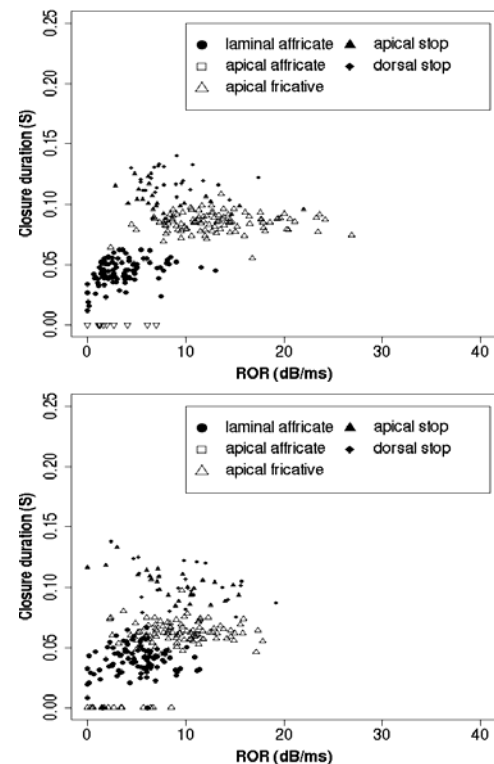 0.25
0.20
0.15
0.10
0.05
0.00
Closure duration (S)
laminal affricate
apical stop
apical affricate
dorsal stop
apical fricative
0 10 20 30 40
ROR (dB/ms)
0.25
0.20
0.15
0.10
0.05
0.00
Closure duration (S)
laminal affricate
apical stop
apical affricate
dorsal stop
apical fricative
0 10 20 30 40
ROR (dB/ms)